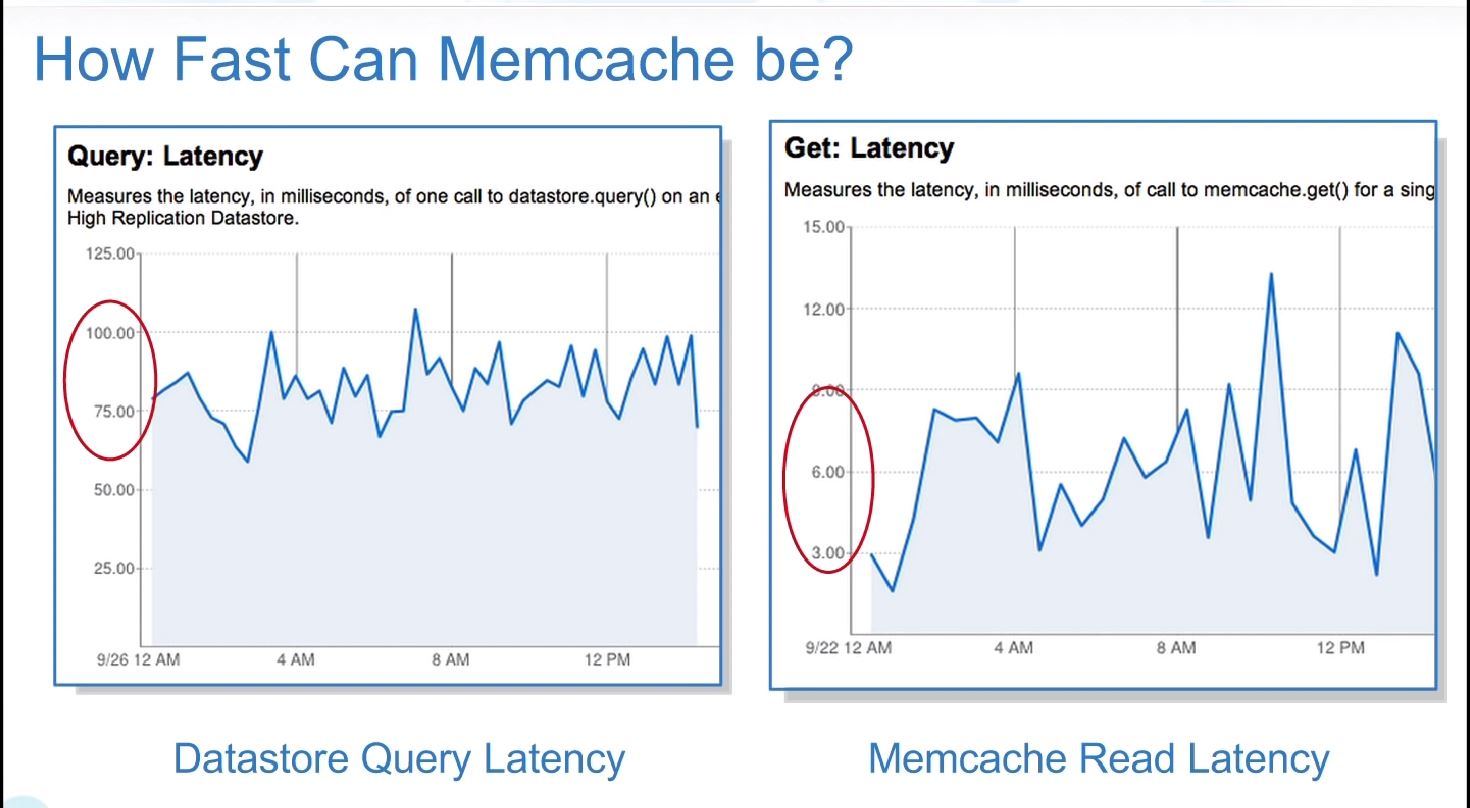 How Fast Can Memcache be?
Query: Latency
Measures the latency, in milliseconds, of one call to datastore.query() on an
High Replication Datastore.
125.00
100.00
75.00
50.00
25.00
9/26 12 AM 4 AM 8 AM 12 PM
Datastore Query Latency
Get: Latency
Measures the latency, in milliseconds, of call to memcache.get() for a sing
15.00
12.00
9.00
6.00
3.00
9/22 12 AM 4 AM 8 AM 12 PM
Memcache Read Latency